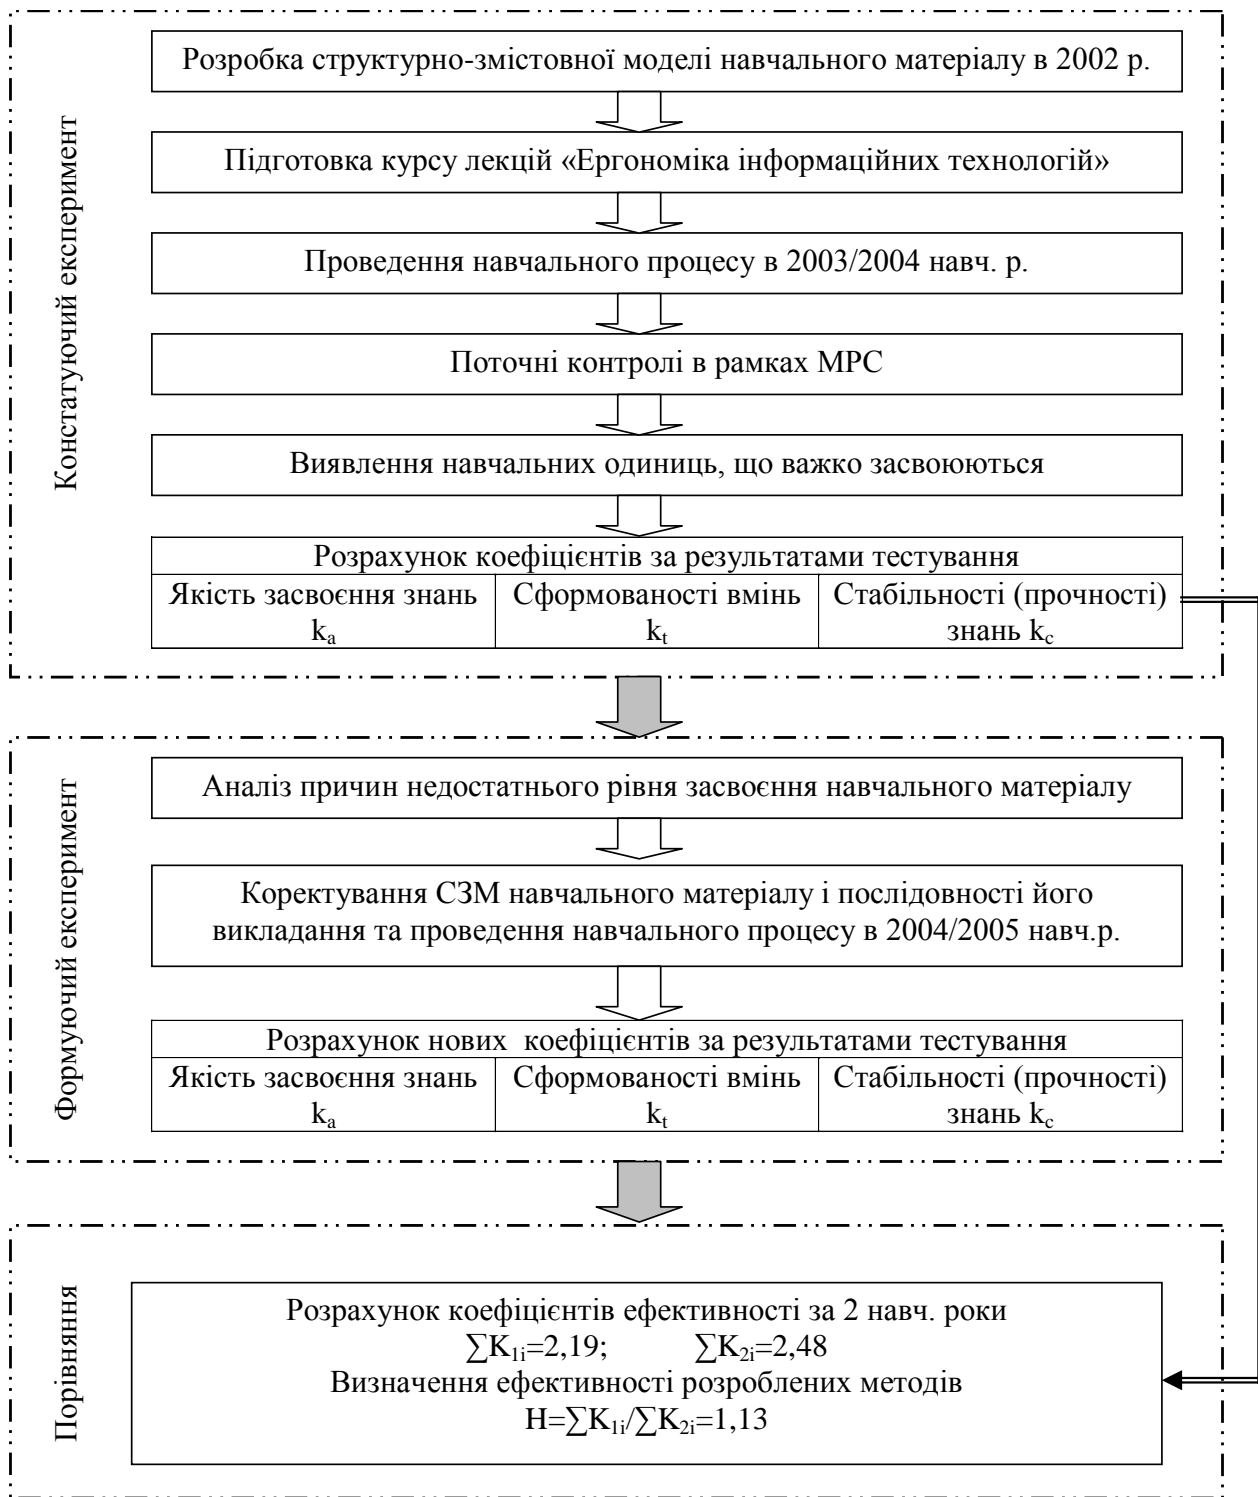 Констатуючий експеримент
Розробка структурно-змістовної моделі навчального матеріалу в 2002 р.
Підготовка курсу лекцій «Ергономіка інформаційних технологій»
Проведення навчального процесу в 2003/2004 навч. р.
Поточні контролі в рамках МРС
Виявлення навчальних одиниць, що важко засвоюються
Розрахунок коефіцієнтів за результатами тестування
Якість засвоєння знань
kₐ
Сформованості вмінь
kₜ
Стабільності (прочності)
знань k_c
Формуючий експеримент
Аналіз причин недостатнього рівня засвоєння навчального матеріалу
Коректування СЗМ навчального матеріалу і послідовності його
викладання та проведення навчального процесу в 2004/2005 навч.р.
Розрахунок нових коефіцієнтів за результатами тестування
Якість засвоєння знань
kₐ
Сформованості вмінь
kₜ
Стабільності (прочності)
знань k_c
Порівняння
Розрахунок коефіцієнтів ефективності за 2 навч. роки
∑K₁ᵢ=2,19; ∑K₂ᵢ=2,48
Визначення ефективності розроблених методів
H=∑K₁ᵢ/∑K₂ᵢ=1,13